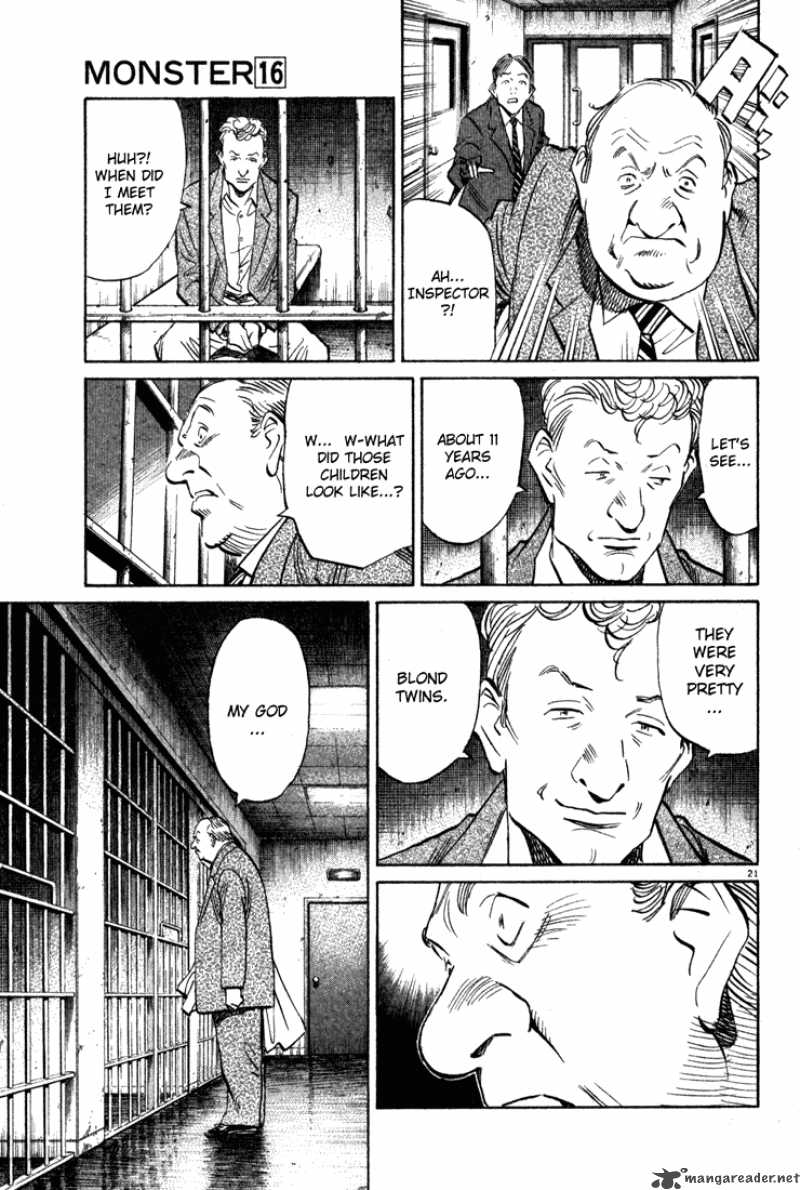 MONSTER 16
AH...
INSPECTOR
?!
HUH?!
WHEN DID
I MEET
THEM?
LET'S
SEE...
ABOUT 11
YEARS
AGO...
W... W-WHAT
DID THOSE
CHILDREN
LOOK LIKE...?
THEY
WERE
VERY
PRETTY
...
BLOND
TWINS.
21
MY GOD
...
mangareader.net